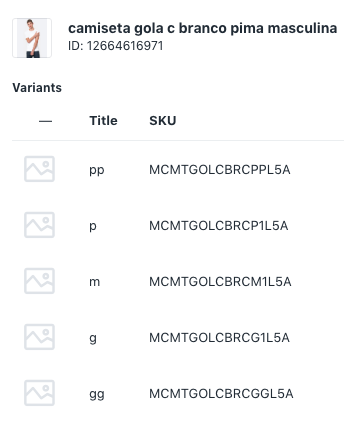 camiseta gola c branco pima masculina
ID: 12664616971
Variants
— Title SKU
pp MCMTGOLCBRCPPL5A
p MCMTGOLCBRCP1L5A
m MCMTGOLCBRCM1L5A
g MCMTGOLCBRCG1L5A
gg MCMTGOLCBRCGGL5A